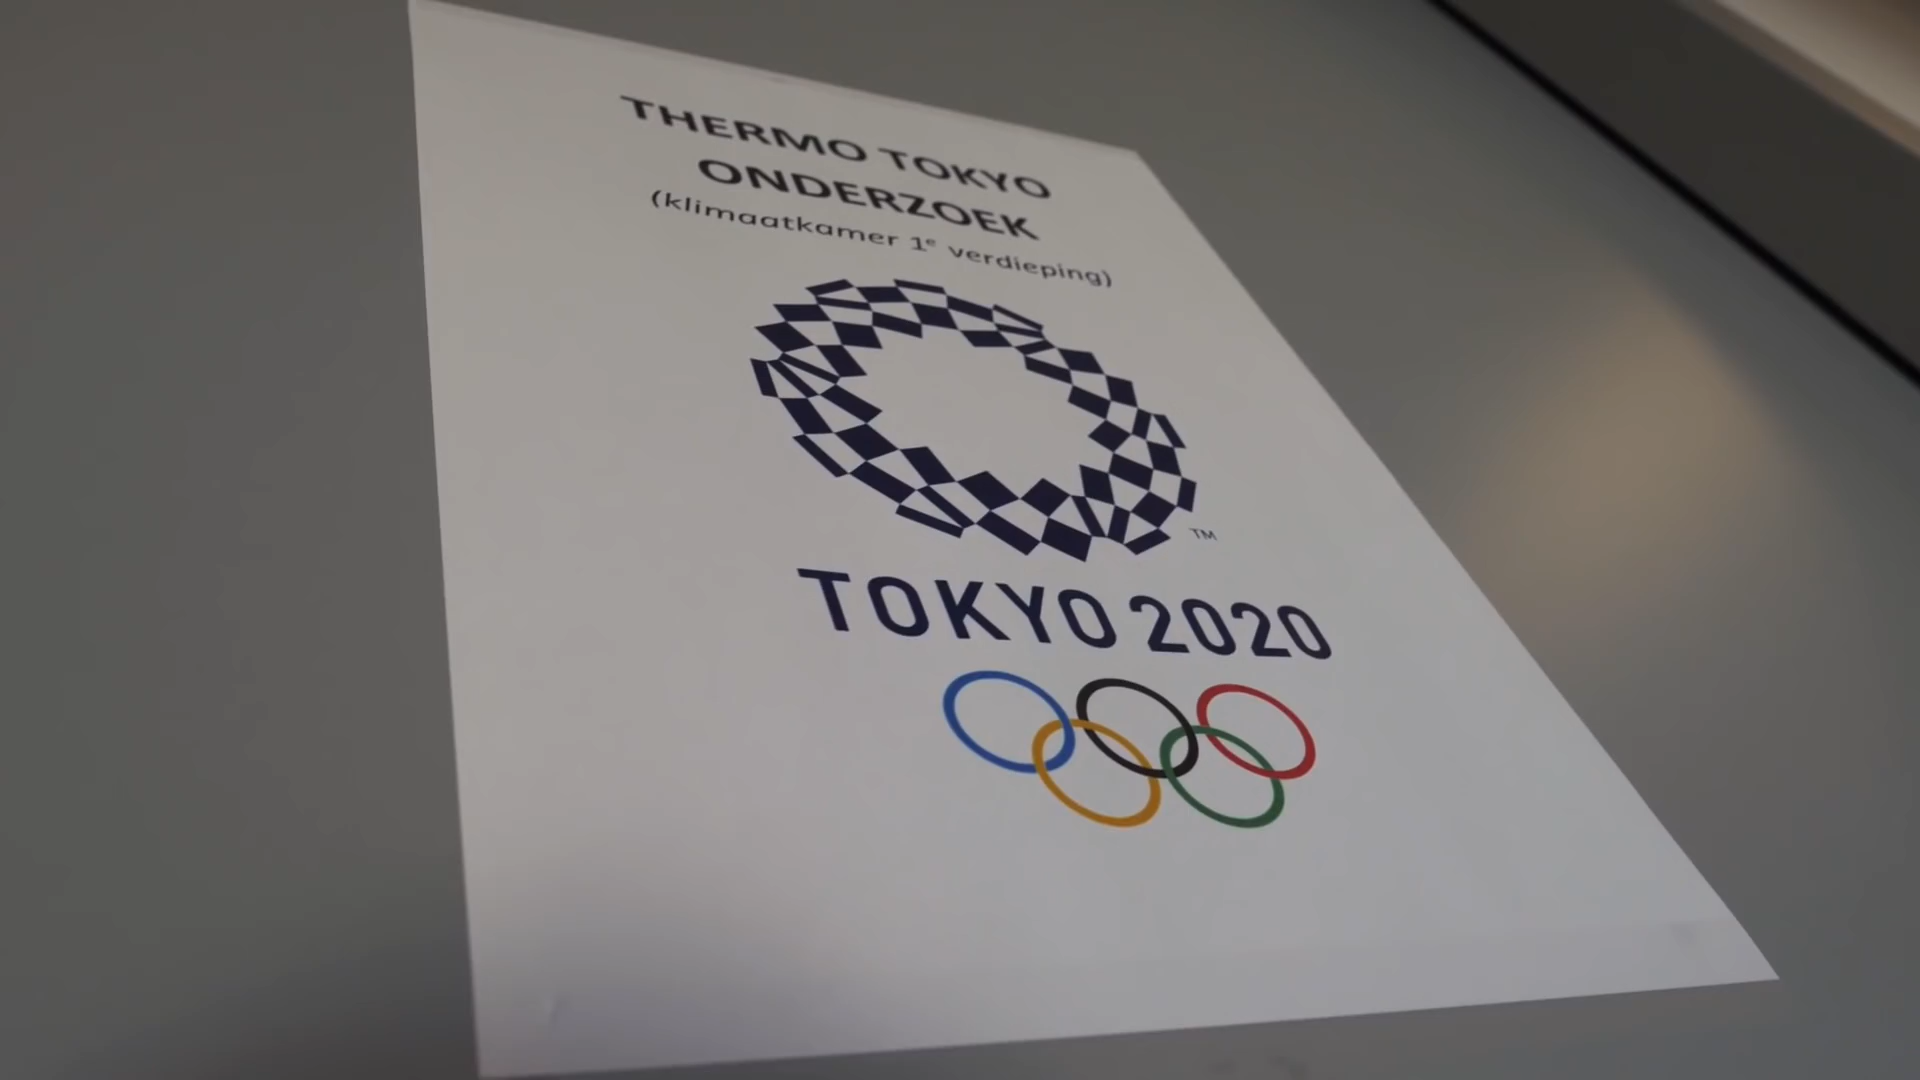 THERMO TOKYO
ONDERZOEK
(klimaatkamer 1e verdieping)
TM
TOKYO 2020